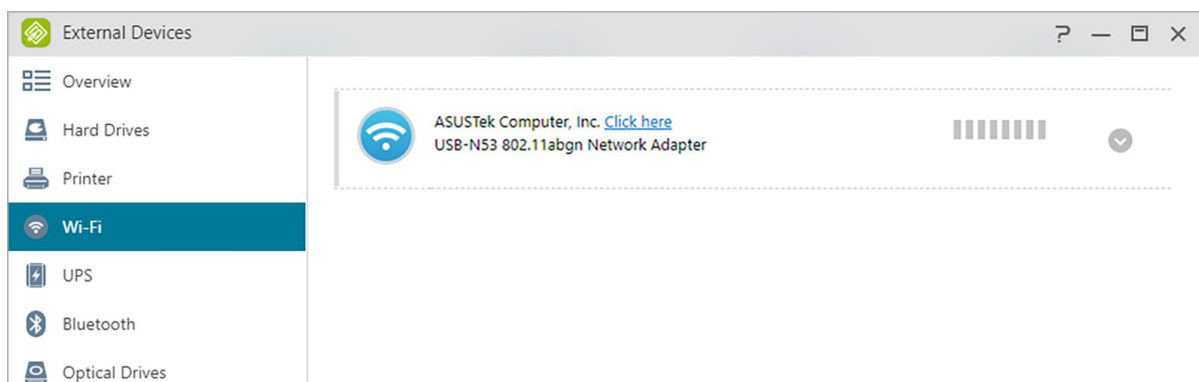 External Devices
Overview
Hard Drives
Printer
Wi-Fi
UPS
Bluetooth
Optical Drives
ASUSTek Computer, Inc. Click here
USB-N53 802.11abgn Network Adapter